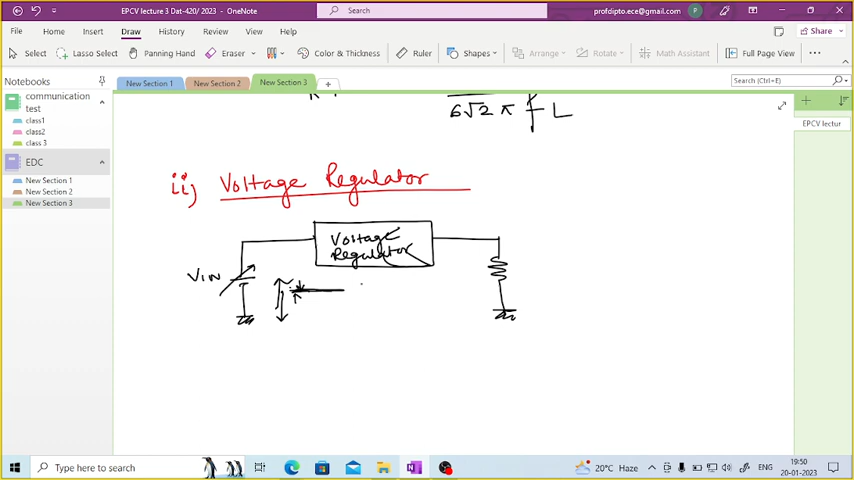 EPCV lecture 3 Dat-420/ 2023 - OneNote
Search
profdipto.ece@gmail.com
P
File Home Insert Draw History Review View Help
Share
Select Lasso Select Panning Hand Eraser Color & Thickness Ruler Shapes Arrange Rotate Math Assistant Full Page View
Notebooks
New Section 1 New Section 2 New Section 3
Search (Ctrl+E)
communication
test
class1
class2
class 3
EDC
New Section 1
New Section 2
New Section 3
EPCV lectur
6√2 π f L
ii) Voltage Regulator
Voltage
Regulator
VIN
Type here to search
20°C Haze
ENG
19:50
20-01-2023